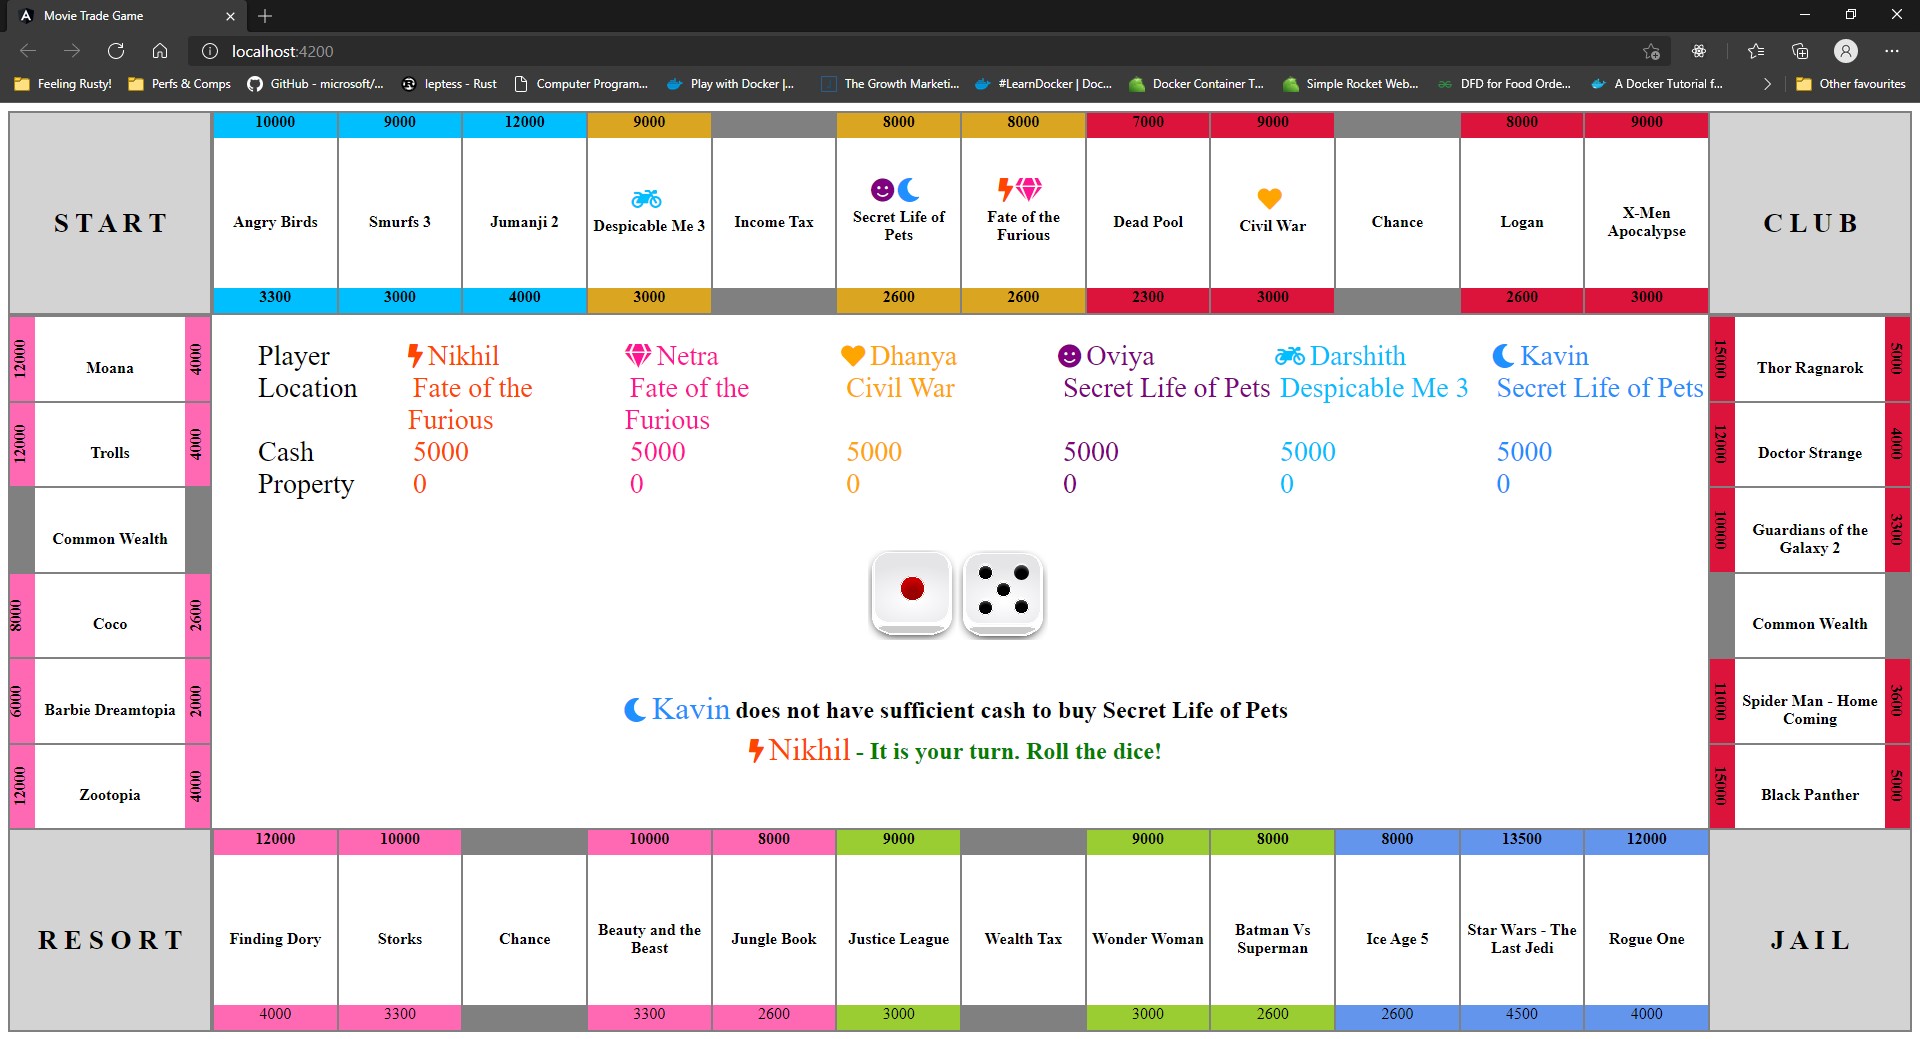 Movie Trade Game
localhost:4200
Feeling Rusty!
Perfs & Comps
GitHub - microsoft/...
leptess - Rust
Computer Program...
Play with Docker |...
The Growth Marketi...
#LearnDocker | Doc...
Docker Container T...
Simple Rocket Web...
DFD for Food Orde...
A Docker Tutorial f...
Other favourites
10000 9000 12000 9000 8000 8000 7000 9000 8000 9000
START
Angry Birds
Smurfs 3
Jumanji 2
Despicable Me 3
Income Tax
Secret Life of
Pets
Fate of the
Furious
Dead Pool
Civil War
Chance
Logan
X-Men
Apocalypse
CLUB
3300 3000 4000 3000 2600 2600 2300 3000 2600 3000
12000 Moana 4000
12000 Trolls 4000
Common Wealth
8000 Coco 2600
6000 Barbie Dreamtopia 2000
12000 Zootopia 4000
Player Nikhil Netra Dhanya Oviya Darshith Kavin
Location Fate of the Fate of the Civil War Secret Life of Pets Despicable Me 3 Secret Life of Pets
Furious Furious
Cash 5000 5000 5000 5000 5000 5000
Property 0 0 0 0 0 0
Kavin does not have sufficient cash to buy Secret Life of Pets
Nikhil - It is your turn. Roll the dice!
15000 Thor Ragnarok 5000
12000 Doctor Strange 4000
10000 Guardians of the 3300
Galaxy 2
Common Wealth
11000 Spider Man - Home 3600
Coming
15000 Black Panther 5000
12000 10000 10000 8000 9000 9000 8000 8000 13500 12000
RESORT
Finding Dory
Storks
Chance
Beauty and the
Beast
Jungle Book
Justice League
Wealth Tax
Wonder Woman
Batman Vs
Superman
Ice Age 5
Star Wars - The
Last Jedi
Rogue One
JAIL
4000 3300 3300 2600 3000 3000 2600 2600 4500 4000